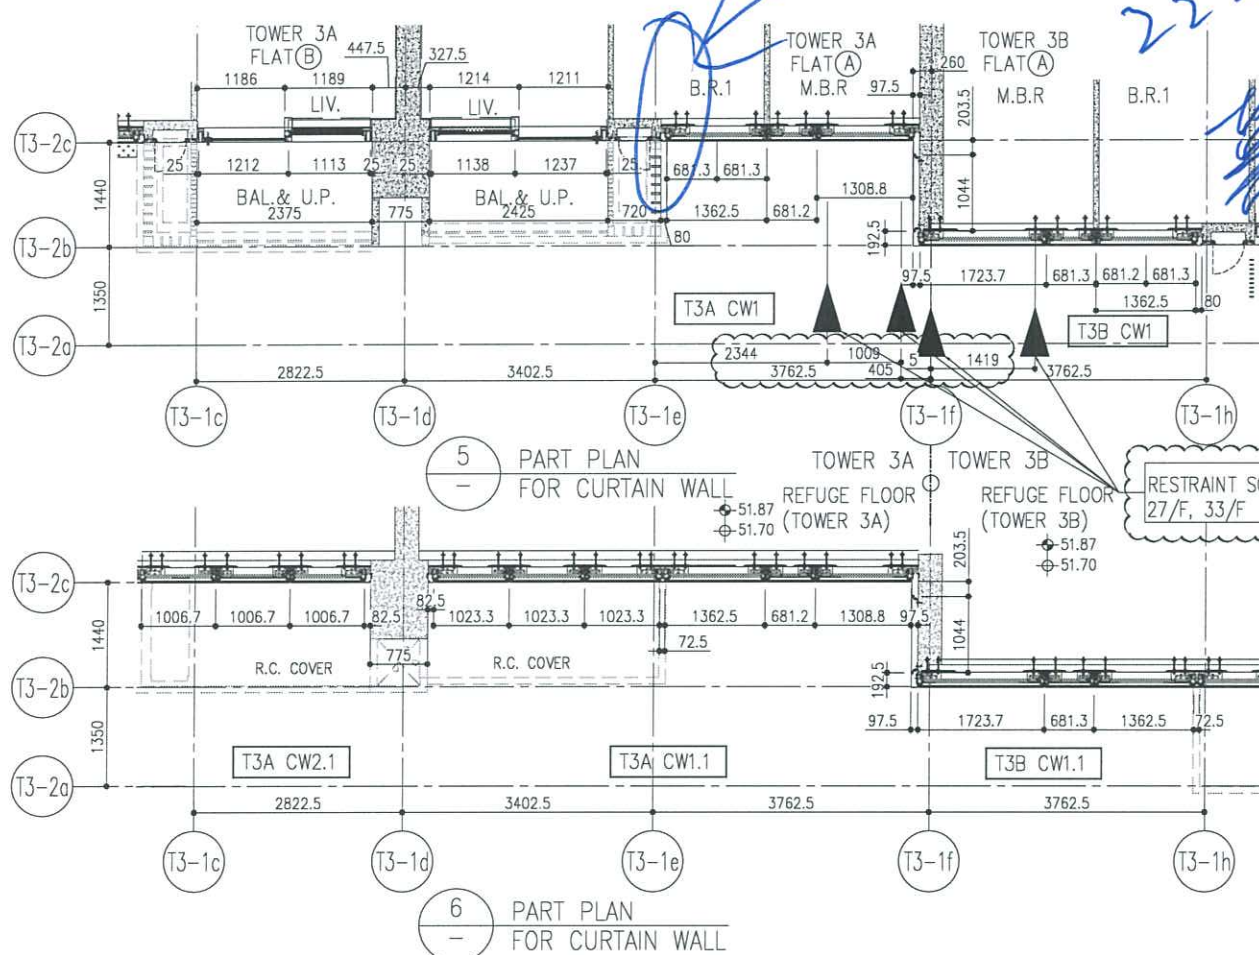 TOWER 3A
FLAT B
447.5
327.5
1186
1189
1214
1211
LIV.
LIV.
B.R.1
TOWER 3A
FLAT A
M.B.R
97.5
260
TOWER 3B
FLAT A
M.B.R
B.R.1
203.5
22
T3-2c
25
1212
1113
25
25
1138
1237
25
681.3
681.3
1308.8
1044
1440
BAL.& U.P.
BAL.& U.P.
2375
775
2425
720
1362.5
681.2
80
T3-2b
192.5
97.5
1723.7
681.3
681.2
681.3
1362.5
80
1350
T3A CW1
T3B CW1
T3-2a
2344
1009
5
1419
2822.5
3402.5
3762.5
405
3762.5
T3-1c
T3-1d
T3-1e
T3-1f
T3-1h
5
PART PLAN
FOR CURTAIN WALL
TOWER 3A
TOWER 3B
REFUGE FLOOR
(TOWER 3A)
51.87
51.70
REFUGE FLOOR
(TOWER 3B)
51.87
51.70
RESTRAINT
27/F, 33/F
T3-2c
203.5
1006.7
1006.7
1006.7
82.5
82.5
1023.3
1023.3
1023.3
1362.5
681.2
1308.8
97.5
1044
1440
72.5
R.C. COVER
775
R.C. COVER
T3-2b
192.5
97.5
1723.7
681.3
1362.5
72.5
1350
T3A CW2.1
T3A CW1.1
T3B CW1.1
T3-2a
2822.5
3402.5
3762.5
3762.5
T3-1c
T3-1d
T3-1e
T3-1f
T3-1h
6
PART PLAN
FOR CURTAIN WALL